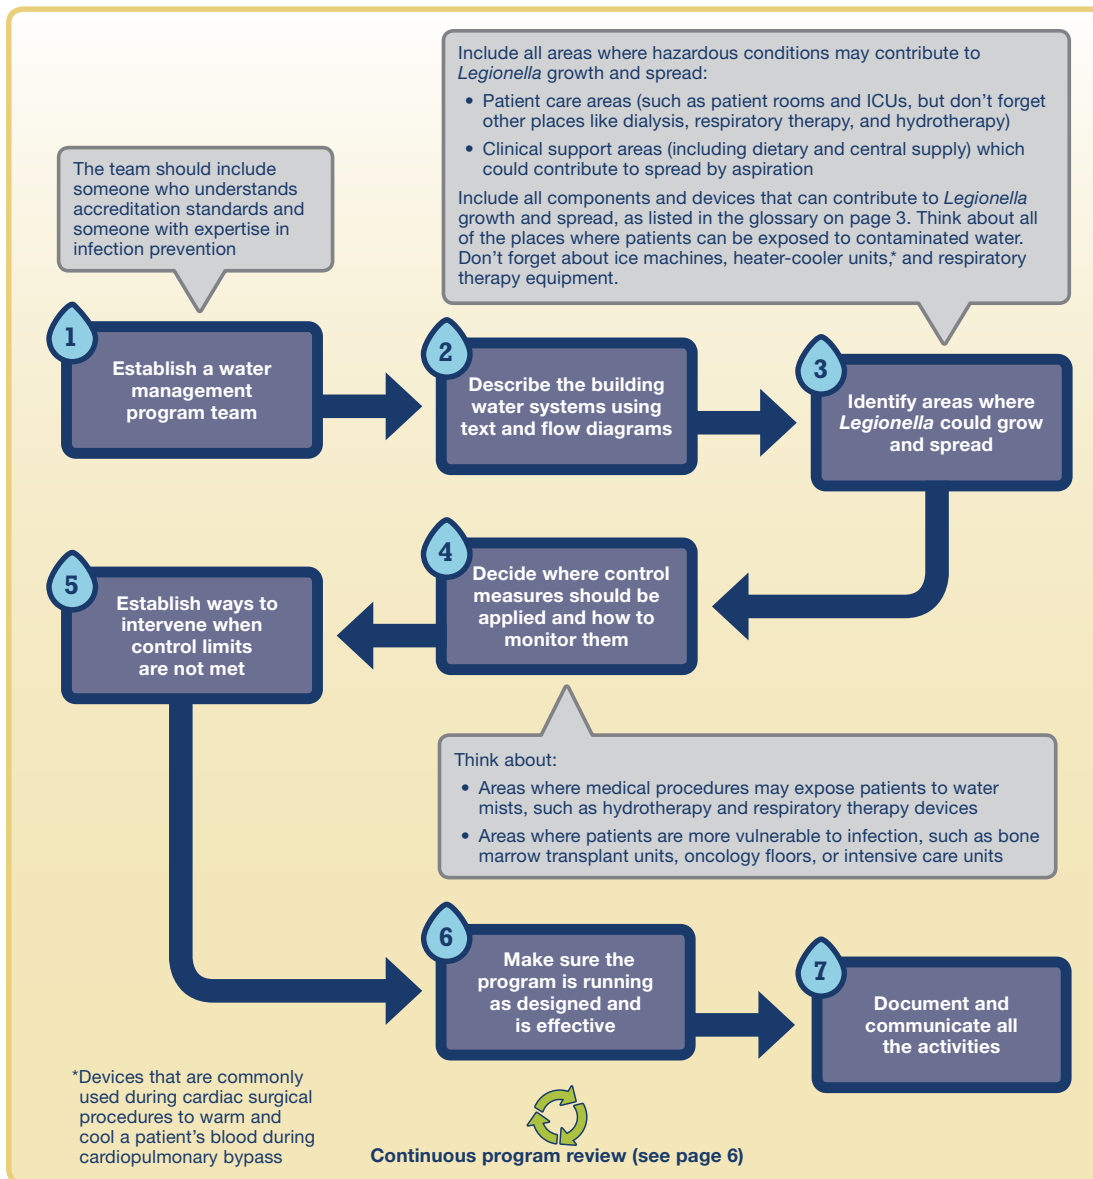 The team should include
someone who understands
accreditation standards and
someone with expertise in
infection prevention
Include all areas where hazardous conditions may contribute to
Legionella growth and spread:
• Patient care areas (such as patient rooms and ICUs, but don’t forget
other places like dialysis, respiratory therapy, and hydrotherapy)
• Clinical support areas (including dietary and central supply) which
could contribute to spread by aspiration
Include all components and devices that can contribute to Legionella
growth and spread, as listed in the glossary on page 3. Think about all
of the places where patients can be exposed to contaminated water.
Don’t forget about ice machines, heater-cooler units,* and respiratory
therapy equipment.
1
Establish a water
management
program team
2
Describe the building
water systems using
text and flow diagrams
3
Identify areas where
Legionella could grow
and spread
4
Decide where control
measures should be
applied and how to
monitor them
Think about:
• Areas where medical procedures may expose patients to water
mists, such as hydrotherapy and respiratory therapy devices
• Areas where patients are more vulnerable to infection, such as bone
marrow transplant units, oncology floors, or intensive care units
5
Establish ways to
intervene when
control limits
are not met
6
Make sure the
program is running
as designed and
is effective
7
Document and
communicate all
the activities
*Devices that are commonly
used during cardiac surgical
procedures to warm and
cool a patient’s blood during
cardiopulmonary bypass
Continuous program review (see page 6)